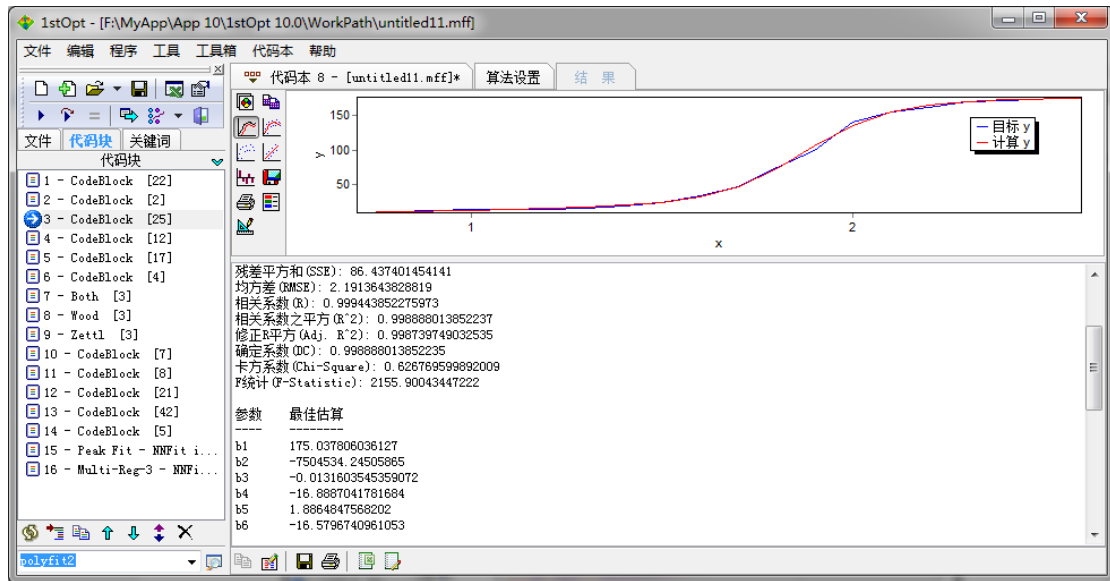 1stOpt - [F:\MyApp\App 10\1stOpt 10.0\WorkPath\untitled11.mff]
文件 编辑 程序 工具 工具箱 代码本 帮助
代码本 8 - [untitled11.mff]* 算法设置 结 果
文件 代码块 关键词
代码块
1 - CodeBlock [22]
2 - CodeBlock [2]
3 - CodeBlock [25]
4 - CodeBlock [12]
5 - CodeBlock [17]
6 - CodeBlock [4]
7 - Both [3]
8 - Wood [3]
9 - Zettl [3]
10 - CodeBlock [7]
11 - CodeBlock [8]
12 - CodeBlock [21]
13 - CodeBlock [42]
14 - CodeBlock [5]
15 - Peak Fit - NNFit i...
16 - Multi-Reg-3 - NNFi...
polyfit2
150
100
50
y
1
2
x
目标 y
计算 y
残差平方和(SSE): 86.437401454141
均方差(RMSE): 2.1913643828819
相关系数(R): 0.999443852275973
相关系数之平方(R^2): 0.998888013852237
修正R平方(Adj. R^2): 0.998739749032535
确定系数(DC): 0.998888013852235
卡方系数(Chi-Square): 0.626769599892009
F统计(F-Statistic): 2155.90043447222
参数 最佳估算
---- --------
b1 175.037806036127
b2 -7504534.24505865
b3 -0.0131603545359072
b4 -16.8887041781684
b5 1.8864847568202
b6 -16.5796740961053